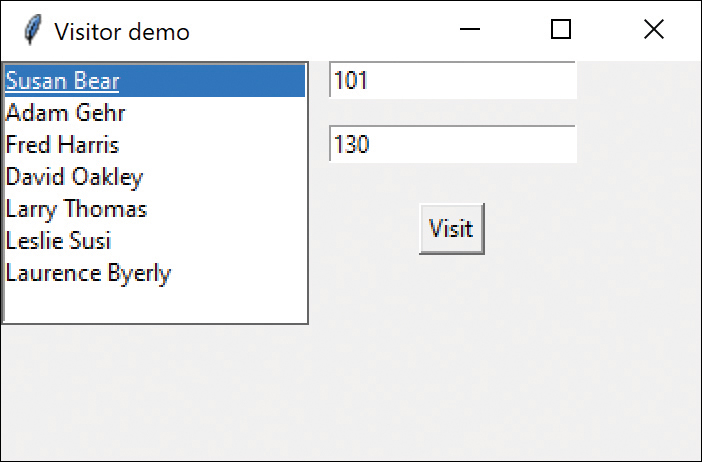 Visitor demo
Susan Bear
Adam Gehr
Fred Harris
David Oakley
Larry Thomas
Leslie Susi
Laurence Byerly
101
130
Visit